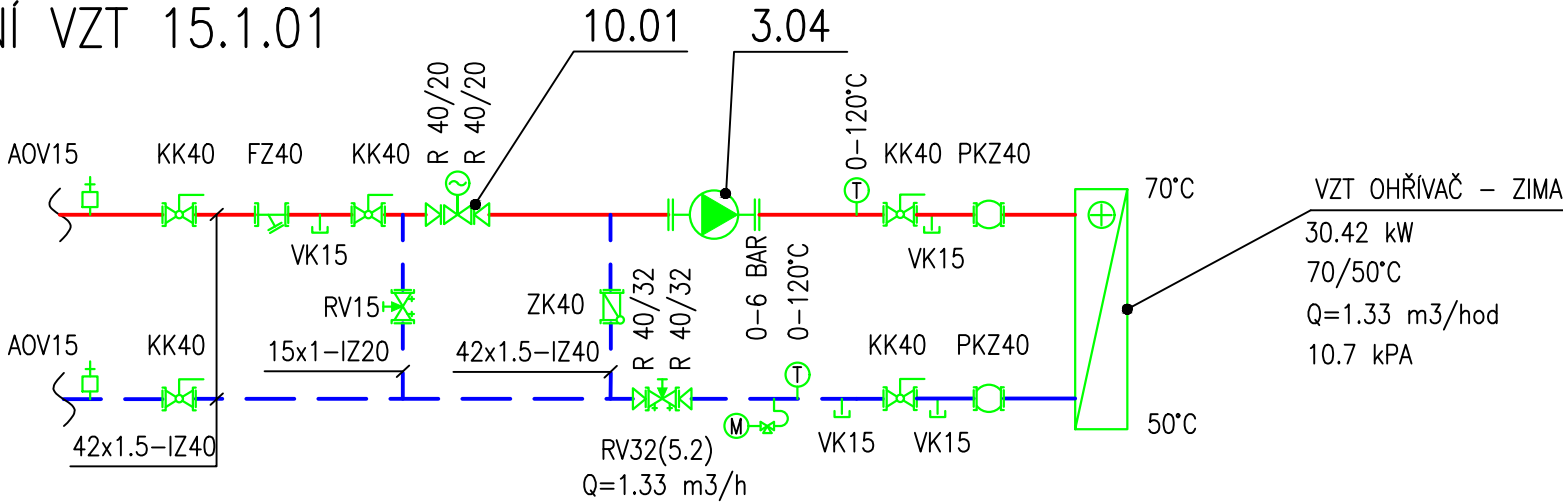 NÍ VZT 15.1.01
10.01
3.04
R 40/20
R 40/20
0-120°C
AOV15
KK40
FZ40
KK40
KK40
PKZ40
T
70°C
VZT OHŘÍVAČ – ZIMA
30.42 kW
70/50°C
Q=1.33 m3/hod
10.7 kPA
VK15
VK15
RV15
ZK40
R 40/32
R 40/32
0-6 BAR
0-120°C
AOV15
KK40
15x1-IZ20
42x1.5-IZ40
KK40
PKZ40
T
M
VK15
VK15
50°C
42x1.5-IZ40
RV32(5.2)
Q=1.33 m3/h